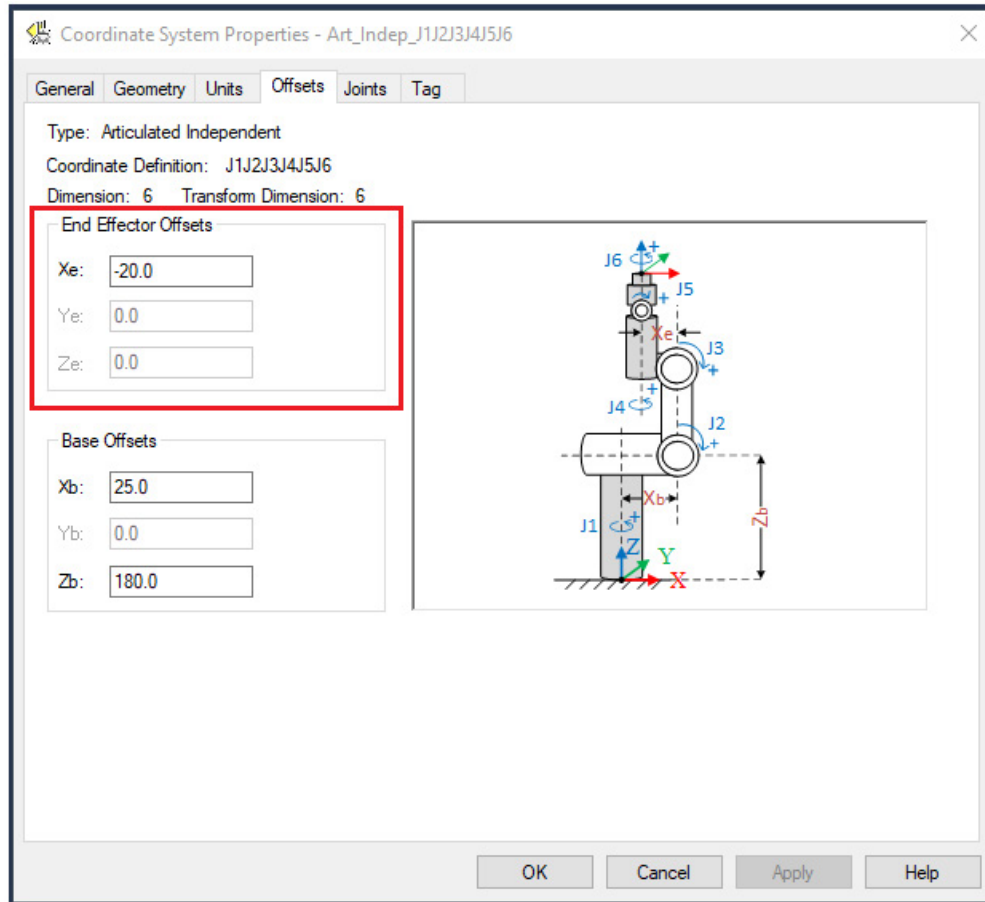 Coordinate System Properties - Art_Indep_J1J2J3J4J5J6
General Geometry Units Offsets Joints Tag
Type: Articulated Independent
Coordinate Definition: J1J2J3J4J5J6
Dimension: 6 Transform Dimension: 6
End Effector Offsets
Xe: -20.0
Ye: 0.0
Ze: 0.0
Base Offsets
Xb: 25.0
Yb: 0.0
Zb: 180.0
J6 +
J5
+
Xe
J3
+
+
J4
J2
+
Xb
Zb
J1 +
Z
Y
X
OK Cancel Apply Help